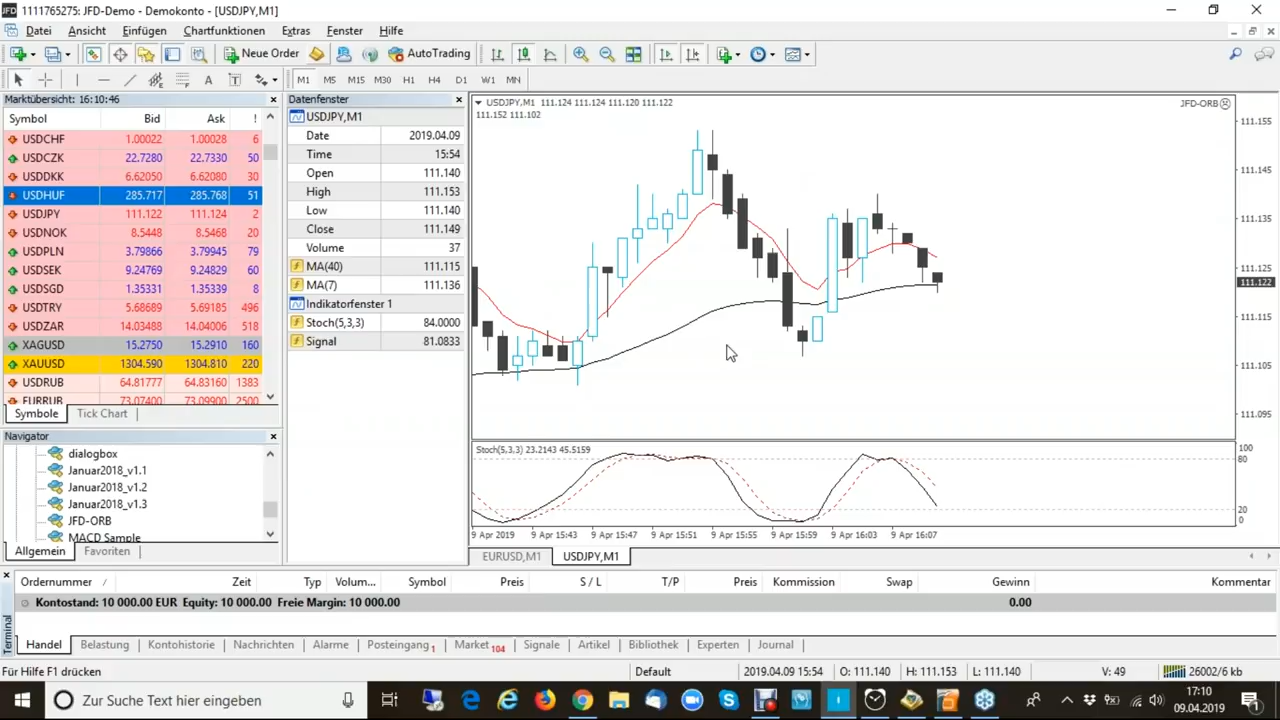 1111765275: JFD-Demo - Demokonto - [USDJPY,M1]
Datei Ansicht Einfügen Chartfunktionen Extras Fenster Hilfe
New Order AutoTrading
M1 M5 M15 M30 H1 H4 D1 W1 MN
Marktübersicht: 16:10:46
Symbol Bid Ask !
USDCHF 1.00022 1.00028 6
USDCZK 22.7280 22.7330 50
USDDKK 6.62050 6.62080 30
USDHUF 285.717 285.768 51
USDJPY 111.122 111.124 2
USDNOK 8.5448 8.5468 20
USDPLN 3.79866 3.79945 79
USDSEK 9.24769 9.24829 60
USDSGD 1.35331 1.35339 8
USDTRY 5.68689 5.69185 496
USDZAR 14.03488 14.04006 518
XAGUSD 15.2750 15.2910 160
XAUUSD 1304.590 1304.810 220
USDRUB 64.81777 64.83160 1383
EURRUB 73.07400 73.09900 2500
Symbole Tick Chart
Navigator
dialogbox
Januar2018_v1.1
Januar2018_v1.2
Januar2018_v1.3
JFD-ORB
MACD Sample
Allgemein Favoriten
Datenfenster
USDJPY,M1
Date 2019.04.09
Time 15:54
Open 111.140
High 111.153
Low 111.140
Close 111.149
Volume 37
MA(40) 111.115
MA(7) 111.136
Indikatorfenster 1
Stoch(5,3,3) 84.0000
Signal 81.0833
USDJPY,M1 111.124 111.124 111.120 111.122
111.152 111.102
JFD-ORB
111.155
111.145
111.135
111.125
111.122
111.115
111.105
111.095
Stoch(5,3,3) 23.2143 45.5159
100
80
20
0
9 Apr 2019 9 Apr 15:43 9 Apr 15:47 9 Apr 15:51 9 Apr 15:55 9 Apr 15:59 9 Apr 16:03 9 Apr 16:07
EURUSD,M1 USDJPY,M1
Terminal
Ordernummer / Zeit Typ Volum... Symbol Preis S / L T/P Preis Kommission Swap Gewinn Kommentar
Kontostand: 10 000.00 EUR Equity: 10 000.00 Freie Margin: 10 000.00 0.00
Handel Belastung Kontohistorie Nachrichten Alarme Posteingang 1 Market 104 Signale Artikel Bibliothek Experten Journal
Für Hilfe F1 drücken Default 2019.04.09 15:54 O: 111.140 H: 111.153 L: 111.140 V: 49 26002/6 kb
Zur Suche Text hier eingeben
17:10
09.04.2019